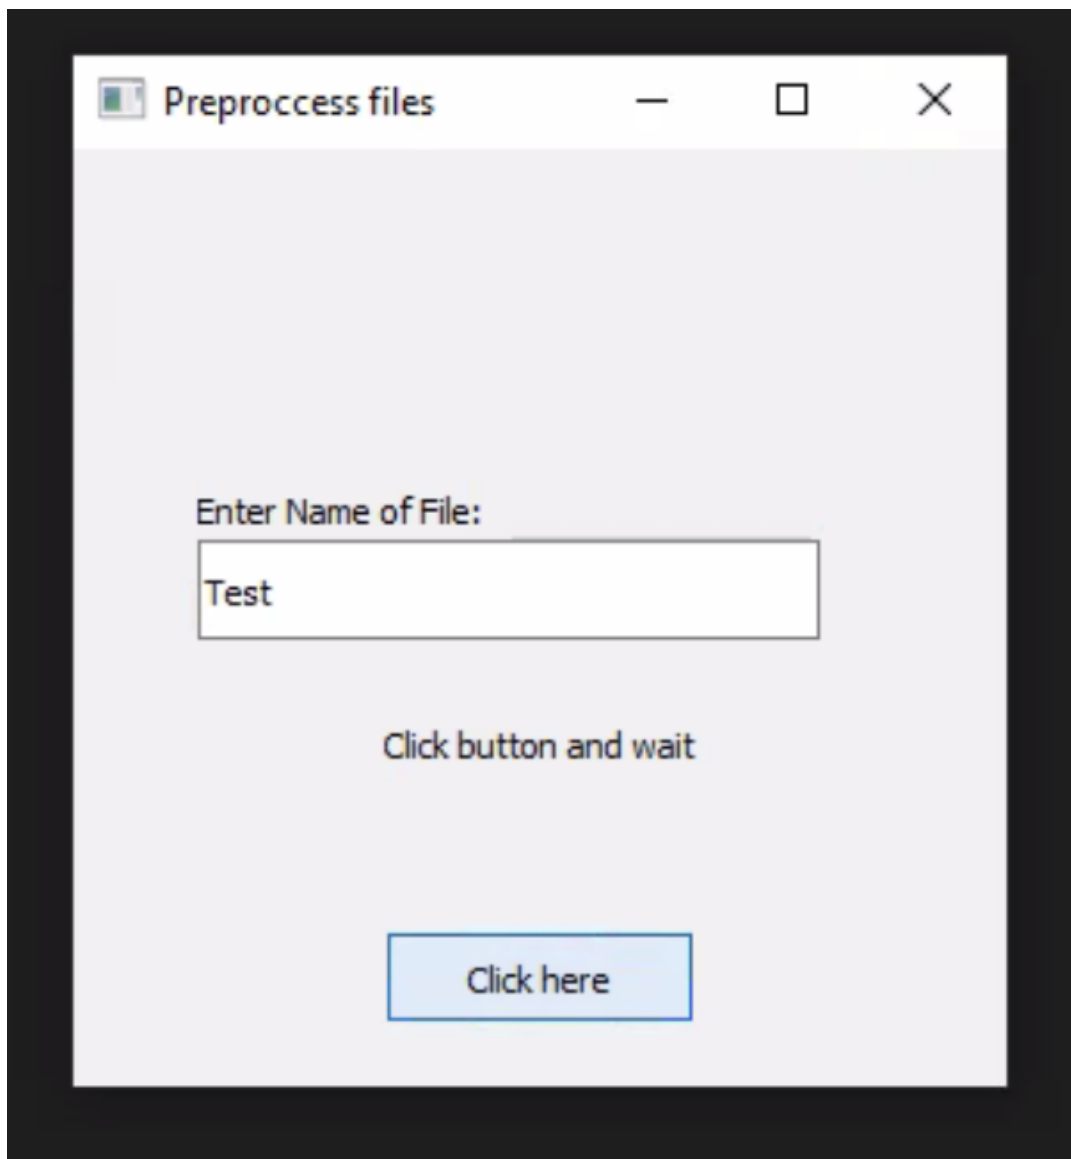 Preproccess files
Enter Name of File:
Test
Click button and wait
Click here